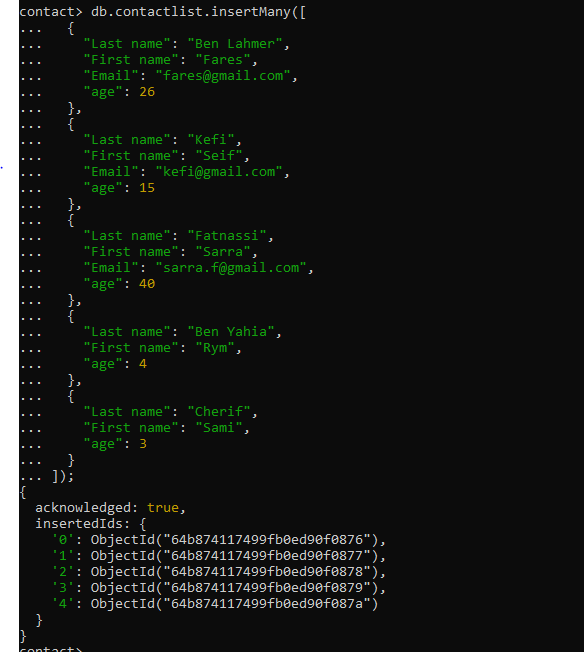 contact> db.contactlist.insertMany([
...   {
...     "Last name": "Ben Lahmer",
...     "First name": "Fares",
...     "Email": "fares@gmail.com",
...     "age": 26
...   },
...   {
...     "Last name": "Kefi",
...     "First name": "Seif",
...     "Email": "kefi@gmail.com",
...     "age": 15
...   },
...   {
...     "Last name": "Fatnassi",
...     "First name": "Sarra",
...     "Email": "sarra.f@gmail.com",
...     "age": 40
...   },
...   {
...     "Last name": "Ben Yahia",
...     "First name": "Rym",
...     "age": 4
...   },
...   {
...     "Last name": "Cherif",
...     "First name": "Sami",
...     "age": 3
...   }
... ]);
{
  acknowledged: true,
  insertedIds: {
    '0': ObjectId("64b874117499fb0ed90f0876"),
    '1': ObjectId("64b874117499fb0ed90f0877"),
    '2': ObjectId("64b874117499fb0ed90f0878"),
    '3': ObjectId("64b874117499fb0ed90f0879"),
    '4': ObjectId("64b874117499fb0ed90f087a")
  }
}
contact>